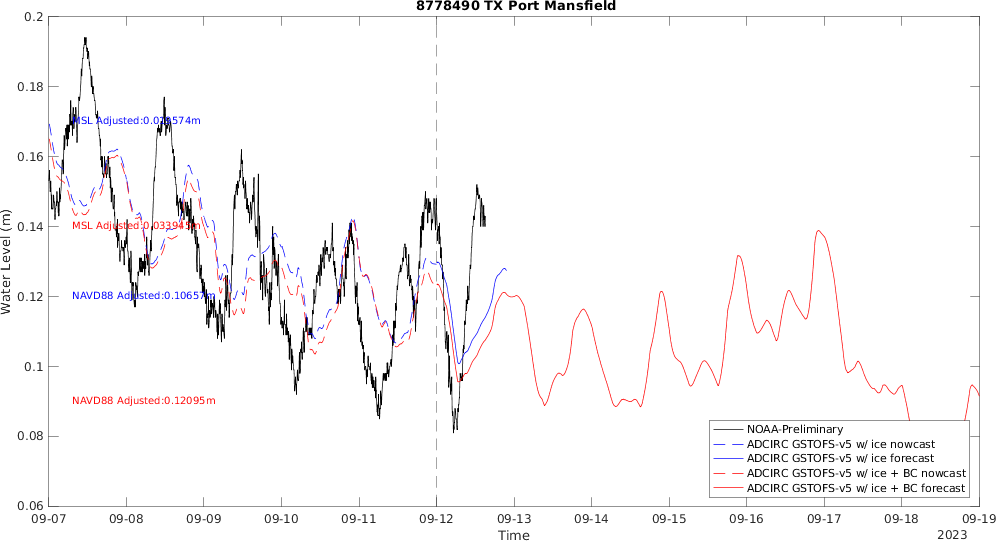 8778490 TX Port Mansfield
0.2
0.18
0.16
0.14
0.12
0.1
0.08
0.06
Water Level (m)
MSL Adjusted:
MSL Adjusted:0.033945m
NAVD88 Adjusted:0.10657m
NAVD88 Adjusted:0.12095m
NOAA-Preliminary
ADCIRC GSTOFS-v5 w/ ice nowcast
ADCIRC GSTOFS-v5 w/ ice forecast
ADCIRC GSTOFS-v5 w/ ice + BC nowcast
ADCIRC GSTOFS-v5 w/ ice + BC forecast
09-07 09-08 09-09 09-10 09-11 09-12 09-13 09-14 09-15 09-16 09-17 09-18 09-19
Time
2023